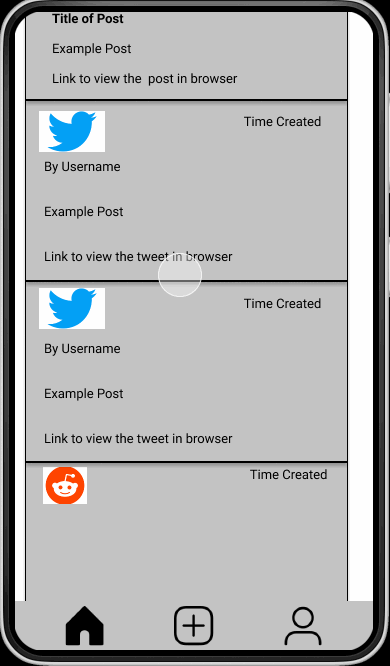 Title of Post
Example Post
Link to view the  post in browser
Time Created
By Username
Example Post
Link to view the tweet in browser
Time Created
By Username
Example Post
Link to view the tweet in browser
Time Created